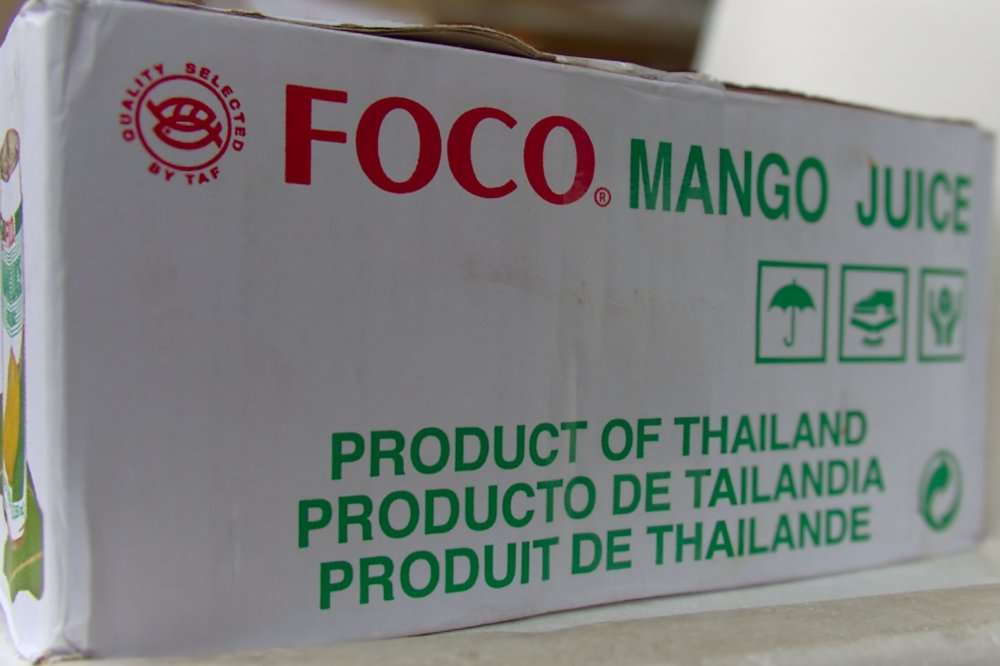 QUALITY SELECTED
BY TAF
FOCO® MANGO JUICE
PRODUCT OF THAILAND
PRODUCTO DE TAILANDIA
PRODUIT DE THAILANDE